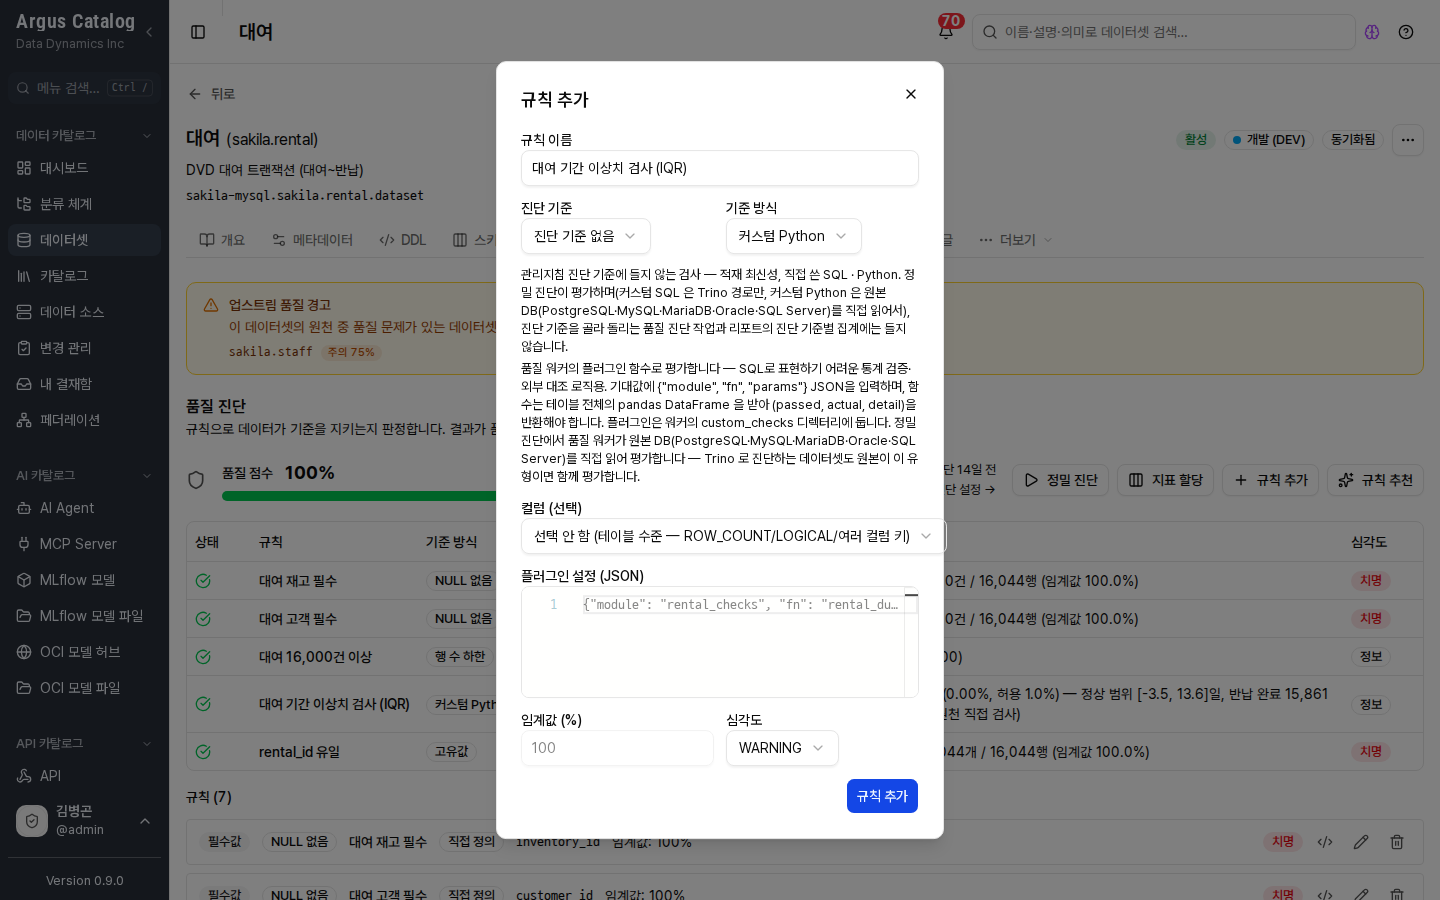 Argus Catalog
Data Dynamics Inc
메뉴 검색...
Ctrl /
데이터 카탈로그
대시보드
분류 체계
데이터셋
카탈로그
데이터 소스
변경 관리
내 결재함
페더레이션
AI 카탈로그
AI Agent
MCP Server
MLflow 모델
MLflow 모델 파일
OCI 모델 허브
OCI 모델 파일
API 카탈로그
API
김병곤
@admin
Version 0.9.0
대여
70
이름·설명·의미로 데이터셋 검색...
뒤로
대여 (sakila.rental)
활성
개발 (DEV)
동기화됨
DVD 대여 트랜잭션 (대여~반납)
sakila-mysql.sakila.rental.dataset
개요
메타데이터
DDL
더보기
업스트림 품질 경고
이 데이터셋의 원천 중 품질 문제가 있는 데이터셋
sakila.staff
주의 75%
품질 진단
규칙으로 데이터가 기준을 지키는지 판정합니다. 결과가 품
품질 점수 100%
단 14일 전
단 설정 →
정밀 진단
지표 할당
규칙 추가
규칙 추천
상태 규칙 기준 방식 심각도
대여 재고 필수 NULL 없음 0건 / 16,044행 (임계값 100.0%) 치명
대여 고객 필수 NULL 없음 0건 / 16,044행 (임계값 100.0%) 치명
대여 16,000건 이상 행 수 하한 00) 정보
대여 기간 이상치 검사 (IQR) 커스텀 Pyth (0.00%, 허용 1.0%) — 정상 범위 [-3.5, 13.6]일, 반납 완료 15,861
원천 직접 검사) 정보
rental_id 유일 고유값 044개 / 16,044행 (임계값 100.0%) 치명
규칙 (7)
필수값 NULL 없음 대여 재고 필수 직접 정의 inventory_id 임계값: 100% 치명
필수값 NULL 없음 대여 고객 필수 직접 정의 customer_id 임계값: 100% 치명
규칙 추가
규칙 이름
대여 기간 이상치 검사 (IQR)
진단 기준
기준 방식
진단 기준 없음
커스텀 Python
관리지침 진단 기준에 들지 않는 검사 — 적재 최신성, 직접 쓴 SQL · Python. 정
밀 진단이 평가하며(커스텀 SQL 은 Trino 경로만, 커스텀 Python 은 원본
DB(PostgreSQL·MySQL·MariaDB·Oracle·SQL Server)를 직접 읽어서),
진단 기준을 골라 돌리는 품질 진단 작업과 리포트의 진단 기준별 집계에는 들지
않습니다.
품질 워커의 플러그인 함수로 평가합니다 — SQL로 표현하기 어려운 통계 검증·
외부 대조 로직용. 기대값에 {"module", "fn", "params"} JSON을 입력하며, 함
수는 테이블 전체의 pandas DataFrame 을 받아 (passed, actual, detail)을
반환해야 합니다. 플러그인은 워커의 custom_checks 디렉터리에 둡니다. 정밀
진단에서 품질 워커가 원본 DB(PostgreSQL·MySQL·MariaDB·Oracle·SQL
Server)를 직접 읽어 평가합니다 — Trino 로 진단하는 데이터셋도 원본이 이 유
형이면 함께 평가합니다.
컬럼 (선택)
선택 안 함 (테이블 수준 — ROW_COUNT/LOGICAL/여러 컬럼 키)
플러그인 설정 (JSON)
1 {"module": "rental_checks", "fn": "rental_du…
임계값 (%)
심각도
100
WARNING
규칙 추가